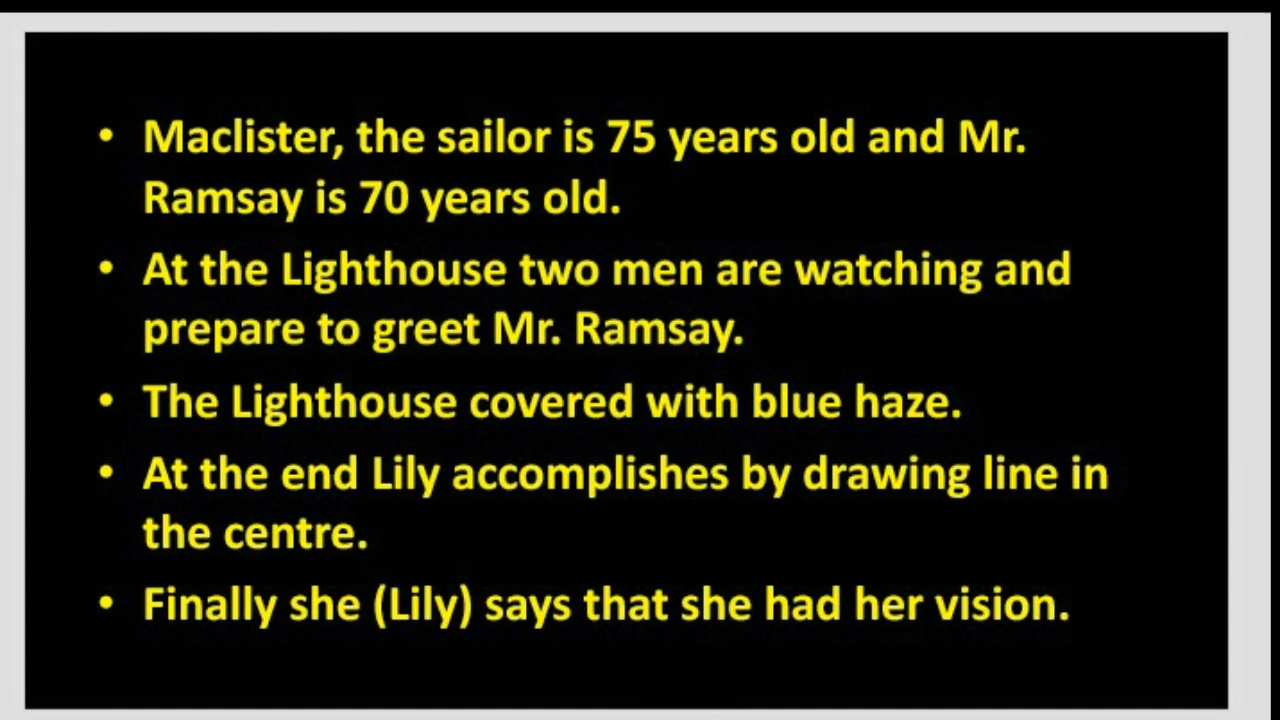 • Maclister, the sailor is 75 years old and Mr.
Ramsay is 70 years old.
• At the Lighthouse two men are watching and
prepare to greet Mr. Ramsay.
• The Lighthouse covered with blue haze.
• At the end Lily accomplishes by drawing line in
the centre.
• Finally she (Lily) says that she had her vision.